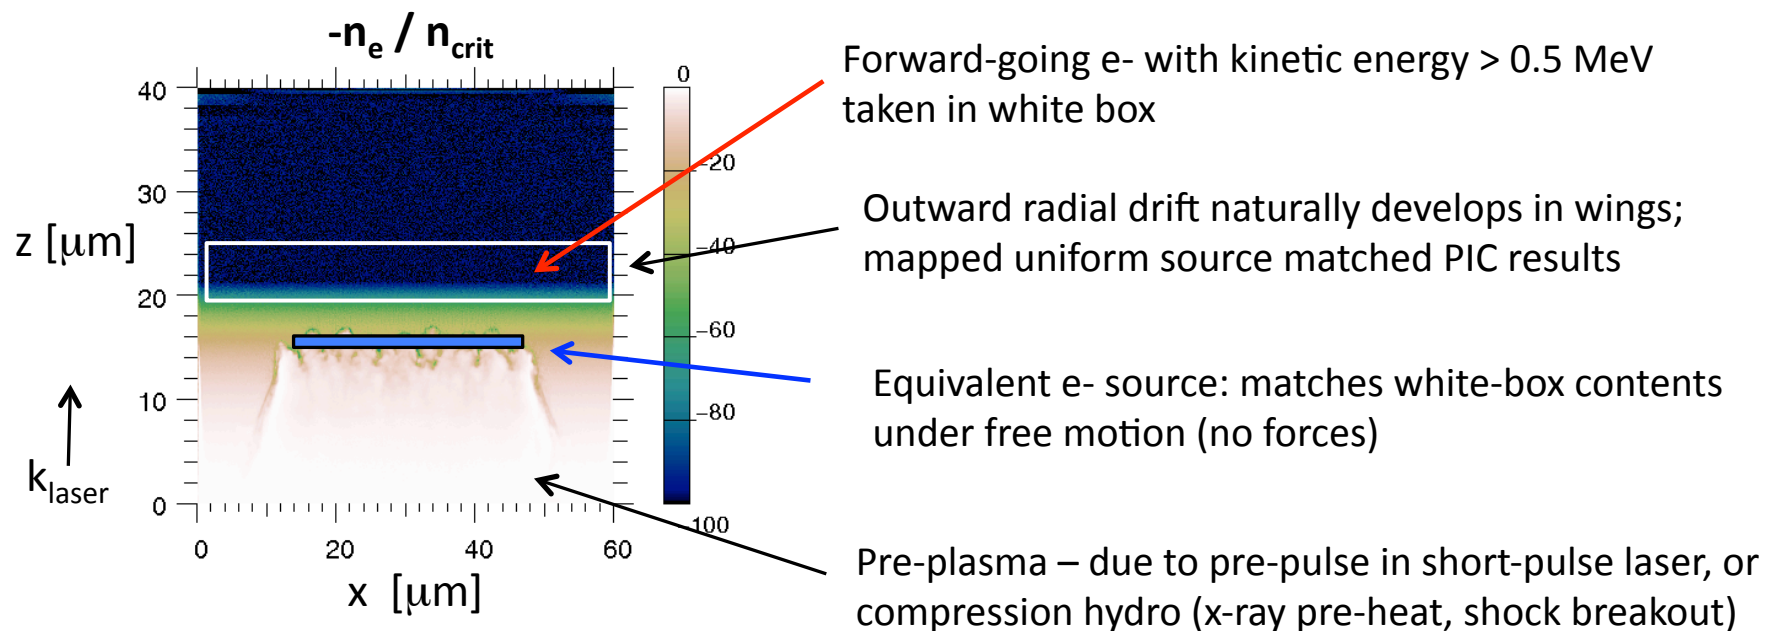 -ne / ncrit
Forward-going e- with kinetic energy > 0.5 MeV
taken in white box
Outward radial drift naturally develops in wings;
mapped uniform source matched PIC results
Equivalent e- source: matches white-box contents
under free motion (no forces)
Pre-plasma – due to pre-pulse in short-pulse laser, or
compression hydro (x-ray pre-heat, shock breakout)
z [μm]
40
30
20
10
0
klaser
0
20
40
60
x [μm]
0
-20
-40
-60
-80
-100